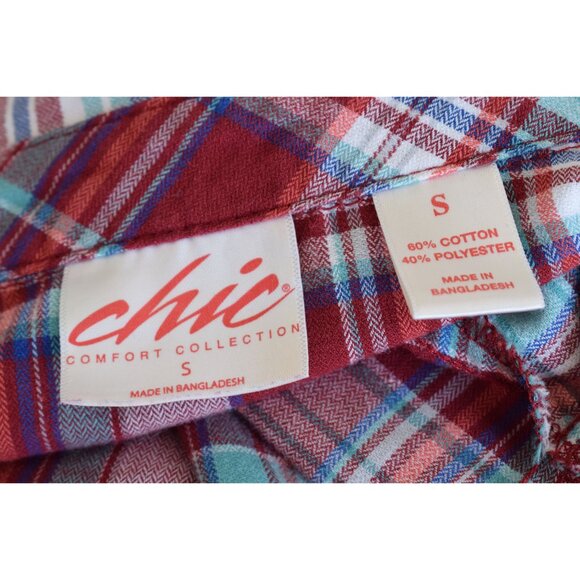 chic®
COMFORT COLLECTION
S
MADE IN BANGLADESH
S
60% COTTON
40% POLYESTER
MADE IN
BANGLADESH